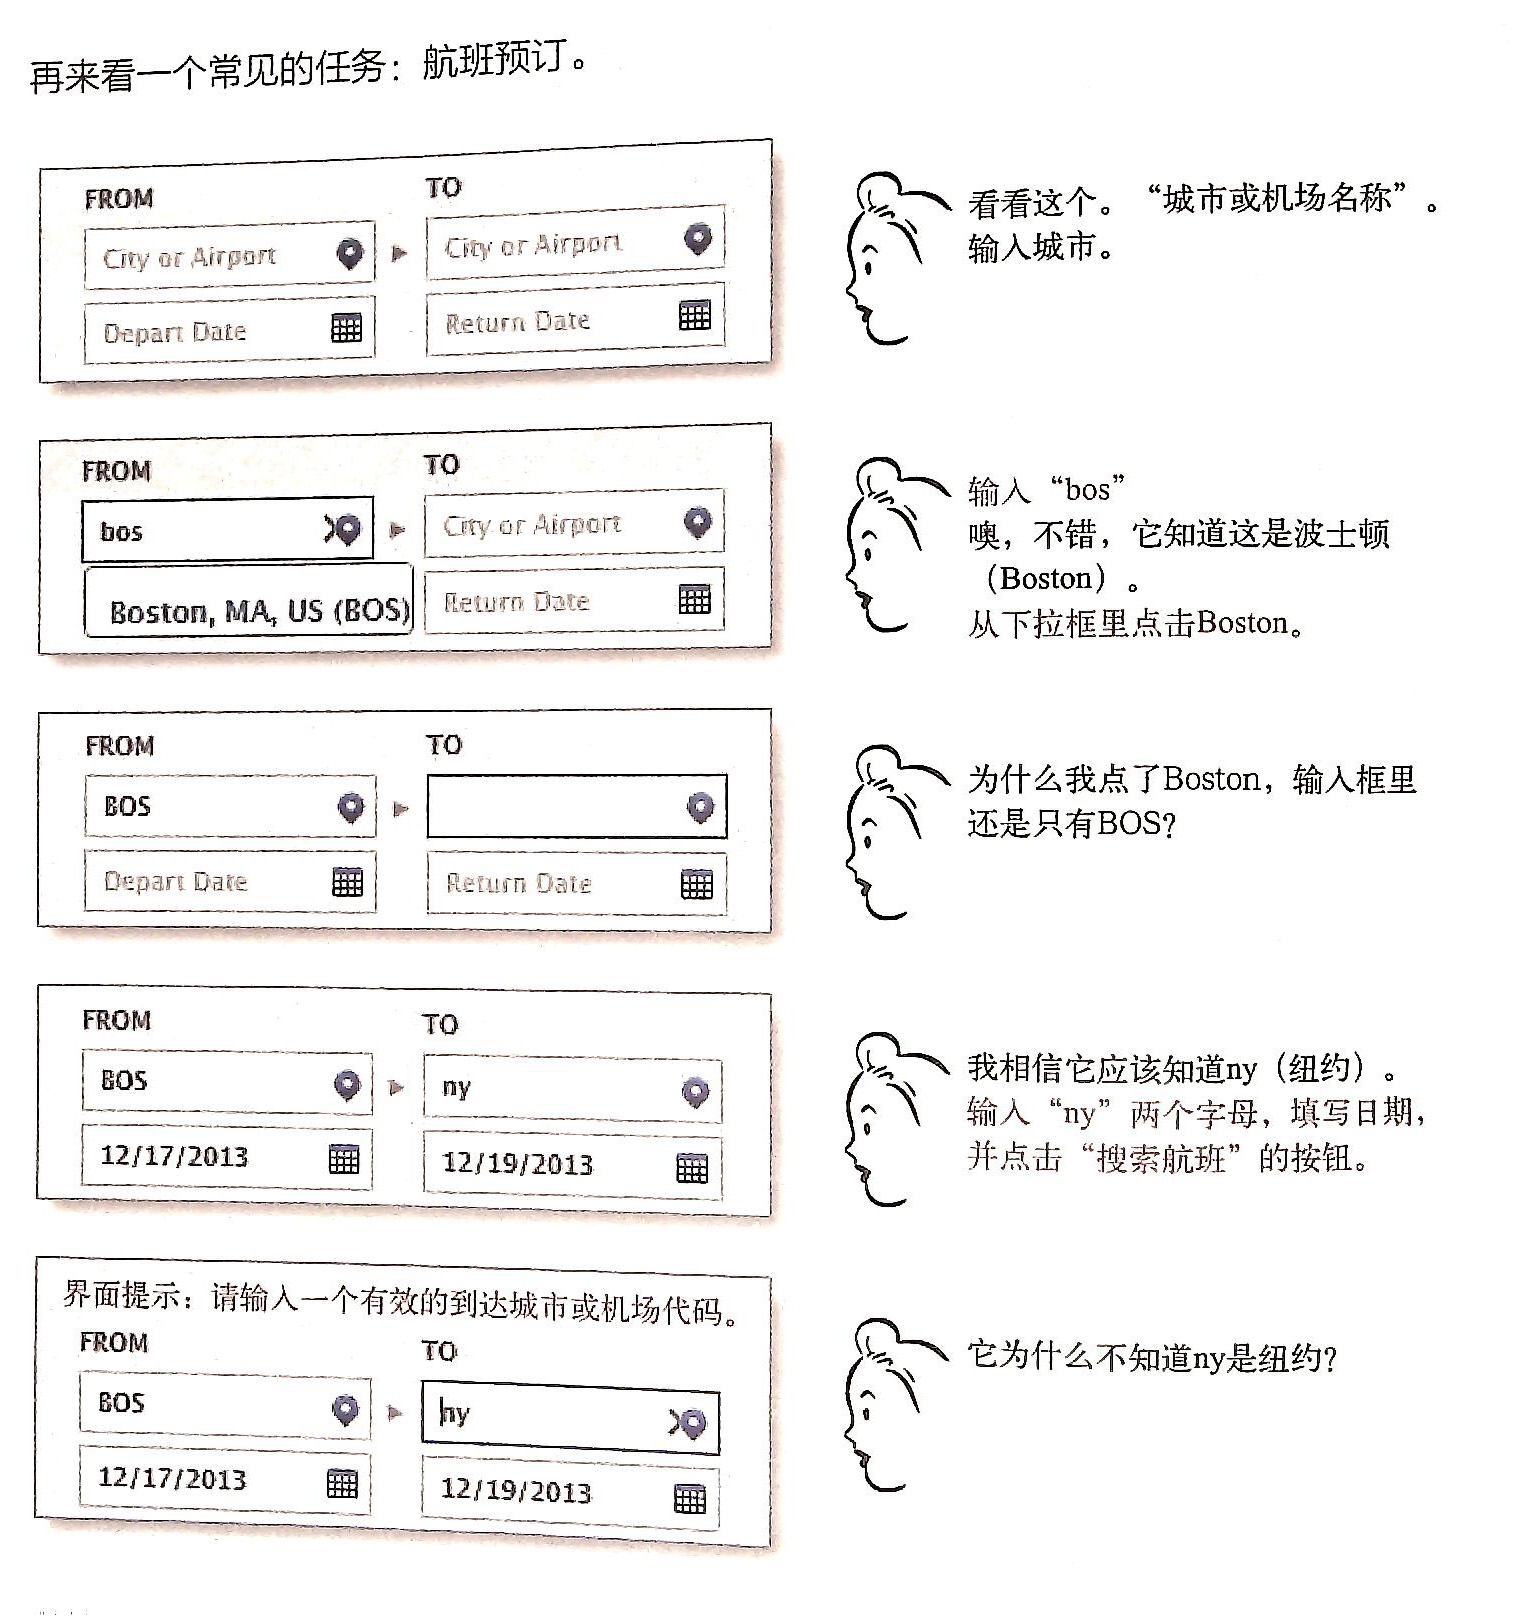 再来看一个常见的任务：航班预订。
FROM
TO
City or Airport
City or Airport
Depart Date
Return Date
看看这个。“城市或机场名称”。
输入城市。
FROM
TO
bos
City or Airport
Boston, MA, US (BOS)
Return Date
输入“bos”
噢，不错，它知道这是波士顿
（Boston）。
从下拉框里点击Boston。
FROM
TO
BOS
Depart Date
Return Date
为什么我点了Boston，输入框里
还是只有BOS？
FROM
TO
BOS
ny
12/17/2013
12/19/2013
我相信它应该知道ny（纽约）。
输入“ny”两个字母，填写日期，
并点击“搜索航班”的按钮。
界面提示：请输入一个有效的到达城市或机场代码。
FROM
TO
BOS
ny
12/17/2013
12/19/2013
它为什么不知道ny是纽约？